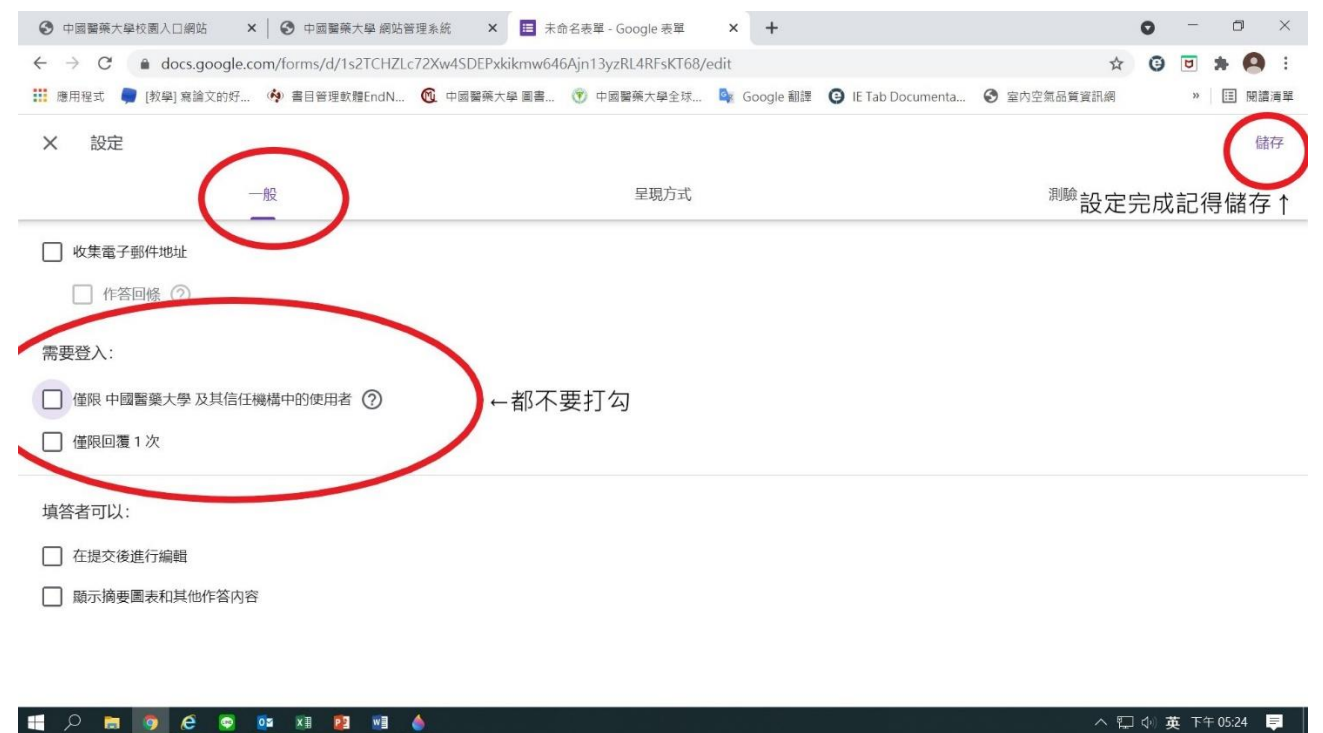 中國醫藥大學校園入口網站
中國醫藥大學 網站管理系統
未命名表單 - Google 表單
docs.google.com/forms/d/1s2TCHZLc72Xw4SDEPxkikmw646Ajn13yzRL4RFsKT68/edit
應用程式 [教學] 寫論文的好... 書目管理軟體EndN... 中國醫藥大學 圖書... 中國醫藥大學全球... Google 翻譯 IE Tab Documenta... 室內空氣品質資訊網 » 閱讀清單
設定 儲存
一般 呈現方式 測驗
設定完成記得儲存↑
收集電子郵件地址
作答回條
需要登入：
僅限 中國醫藥大學 及其信任機構中的使用者
←都不要打勾
僅限回覆 1 次
填答者可以：
在提交後進行編輯
顯示摘要圖表和其他作答內容
英 下午 05:24